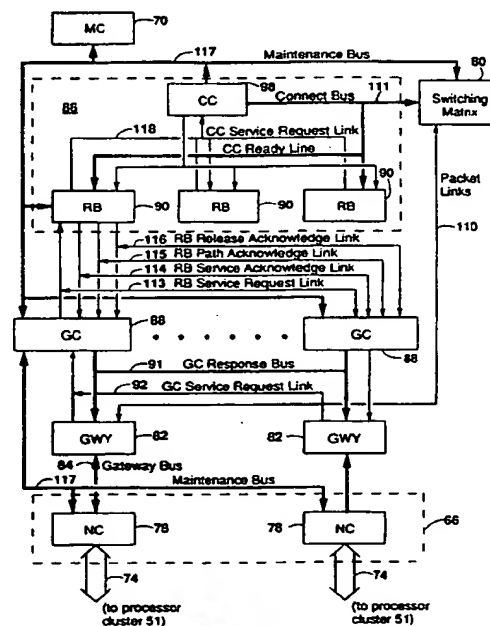 MC
70
117
Maintenance Bus
80
98
111
86
CC
Connect Bus
Switching
Matrix
118
CC Service Request Link
CC Ready Line
Packet
Links
RB
90
RB
90
RB
90
110
116 RB Release Acknowledge Link
115 RB Path Acknowledge Link
114 RB Service Acknowledge Link
113 RB Service Request Link
GC
88
GC
88
91 GC Response Bus
92 GC Service Request Link
GWY
82
82
GWY
84 Gateway Bus
117
Maintenance Bus
66
NC
78
78
NC
74
74
(to processor
cluster 51)
(to processor
cluster 51)